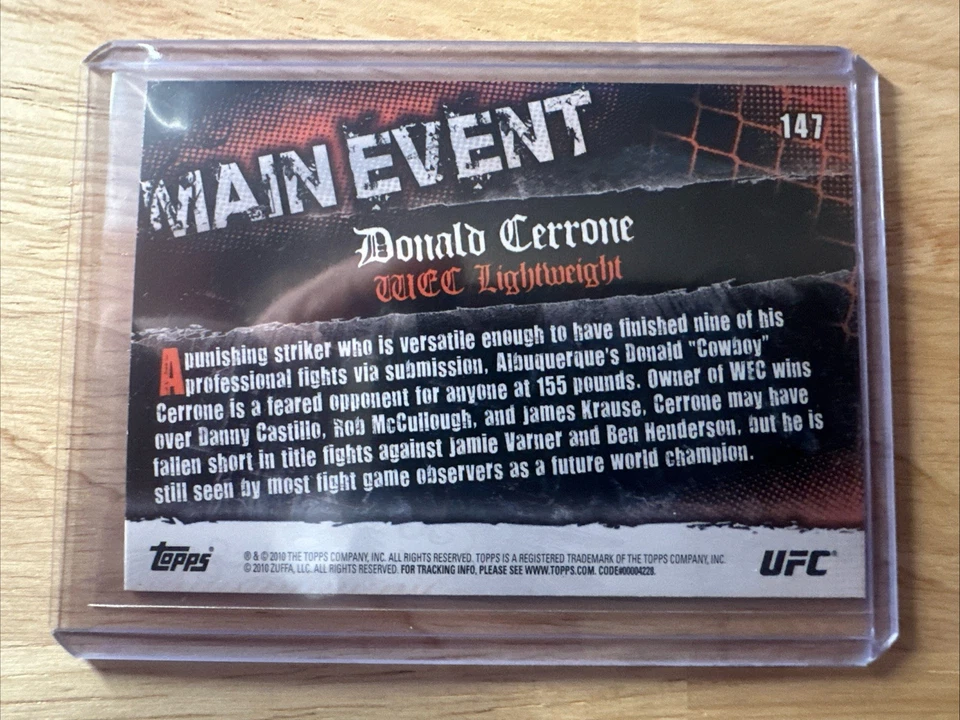 147
MAIN EVENT
Donald Cerrone
WEC Lightweight
A punishing striker who is versatile enough to have finished nine of his
professional fights via submission, Albuquerque's Donald "Cowboy"
Cerrone is a feared opponent for anyone at 155 pounds. Owner of WEC wins
over Danny Castillo, Rob McCullough, and James Krause, Cerrone may have
fallen short in title fights against Jamie Varner and Ben Henderson, but he is
still seen by most fight game observers as a future world champion.
topps®
® & © 2010 THE TOPPS COMPANY, INC. ALL RIGHTS RESERVED. TOPPS IS A REGISTERED TRADEMARK OF THE TOPPS COMPANY, INC.
© 2010 ZUFFA, LLC. ALL RIGHTS RESERVED. FOR TRACKING INFO, PLEASE SEE WWW.TOPPS.COM. CODE#00004228.
UFC®